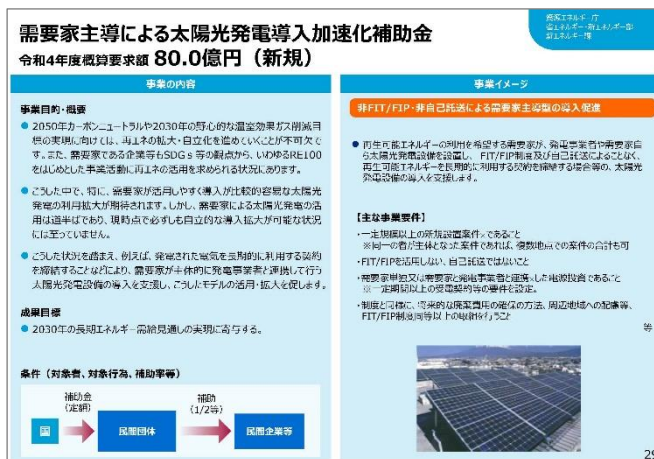 需要家主導による太陽光発電導入加速化補助金
令和4年度概算要求額 80.0億円（新規）
資源エネルギー庁
省エネルギー・新エネルギー部
新エネルギー課
事業の内容
事業目的・概要
● 2050年カーボンニュートラルや2030年の野心的な温室効果ガス削減目
標の実現に向けては、再エネの拡大・自立化を進めていくことが不可欠で
す。また、需要家である企業等もSDGs等の観点から、いわゆるRE100
をはじめとした事業活動に再エネの活用を求められる状況にあります。
● こうした中で、特に、需要家が活用しやすく導入が比較的容易な太陽光
発電の利用拡大が期待されます。しかし、需要家による太陽光発電の活
用は道半ばであり、現時点で必ずしも自立的な導入拡大が可能な状況
には至っていません。
● こうした状況を踏まえ、例えば、発電された電気を長期的に利用する契約
を締結することなどにより、需要家が主体的に発電事業者と連携して行う
太陽光発電設備の導入を支援し、こうしたモデルの活用・拡大を促します。
成果目標
● 2030年の長期エネルギー需給見通しの実現に寄与する。
条件（対象者、対象行為、補助率等）
国
補助金
（定額）
民間団体
補助
（1/2等）
民間企業等
事業イメージ
非FIT/FIP・非自己託送による需要家主導型の導入促進
● 再生可能エネルギーの利用を希望する需要家が、発電事業者や需要家自
ら太陽光発電設備を設置し、FIT/FIP制度及び自己託送によることなく、
再生可能エネルギーを長期的に利用する契約を締結する場合等の、太陽光
発電設備の導入を支援します。
【主な事業要件】
・一定規模以上の新規設置案件※であること
※同一の者が主体となった案件であれば、複数地点での案件の合計も可
・FIT/FIPを活用しない、自己託送ではないこと
・需要家単独又は需要家と発電事業者と連携※した電源投資であること
※一定期間以上の受電契約等の要件を設定。
・制度と同様に、将来的な廃棄費用の確保の方法、周辺地域への配慮等、
FIT/FIP制度同等以上の取組を行うこと
等
29